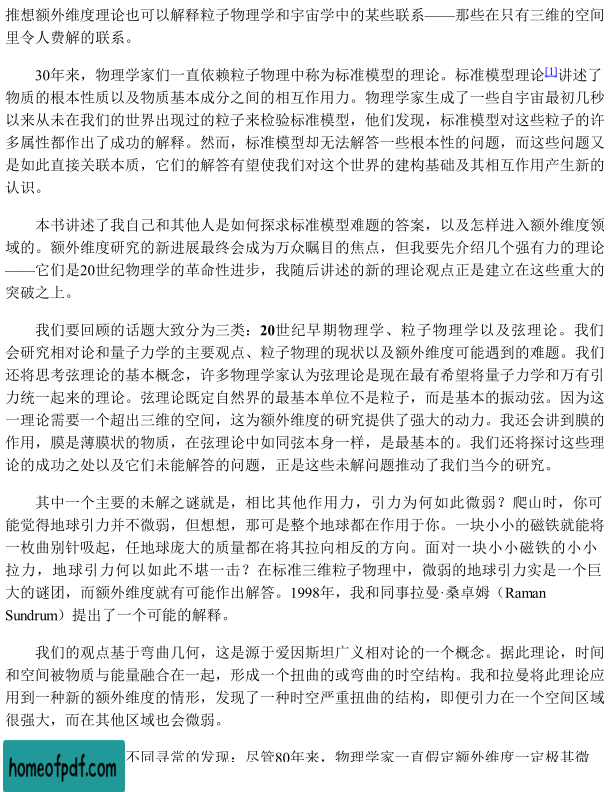 推想额外维度理论也可以解释粒子物理学和宇宙学中的某些联系——那些在只有三维的空间
里令人费解的联系。
30年来，物理学家们一直依赖粒子物理中称为标准模型的理论。标准模型理论[1]讲述了
物质的根本性质以及物质基本成分之间的相互作用力。物理学家生成了一些自宇宙最初几秒
以来从未在我们的世界出现过的粒子来检验标准模型，他们发现，标准模型对这些粒子的许
多属性都作出了成功的解释。然而，标准模型却无法解答一些根本性的问题，而这些问题又
是如此直接关联本质，它们的解答有望使我们对这个世界的建构基础及其相互作用产生新的
认识。
本书讲述了我自己和其他人是如何探求标准模型难题的答案，以及怎样进入额外维度领
域的。额外维度研究的新进展最终会成为万众瞩目的焦点，但我要先介绍几个强有力的理论
——它们是20世纪物理学的革命性进步，我随后讲述的新的理论观点正是建立在这些重大的
突破之上。
我们要回顾的话题大致分为三类：20世纪早期物理学、粒子物理学以及弦理论。我们
会研究相对论和量子力学的主要观点、粒子物理的现状以及额外维度可能遇到的难题。我们
还将思考弦理论的基本概念，许多物理学家认为弦理论是现在最有希望将量子力学和万有引
力统一起来的理论。弦理论既定自然界的最基本单位不是粒子，而是基本的振动弦。因为这
一理论需要一个超出三维的空间，这为额外维度的研究提供了强大的动力。我还会讲到膜的
作用，膜是薄膜状的物质，在弦理论中如同弦本身一样，是最基本的。我们还将探讨这些理
论的成功之处以及它们未能解答的问题，正是这些未解问题推动了我们当今的研究。
其中一个主要的未解之谜就是，相比其他作用力，引力为何如此微弱？爬山时，你可
能觉得地球引力并不微弱，但想想，那可是整个地球都在作用于你。一块小小的磁铁就能将
一枚曲别针吸起，任地球庞大的质量都在将其拉向相反的方向。面对一块小小磁铁的小小
拉力，地球引力何以如此不堪一击？在标准三维粒子物理中，微弱的地球引力实是一个巨
大的谜团，而额外维度就有可能作出解答。1998年，我和同事拉曼·桑卓姆（Raman
Sundrum）提出了一个可能的解释。
我们的观点基于弯曲几何，这是源于爱因斯坦广义相对论的一个概念。据此理论，时间
和空间被物质与能量融合在一起，形成一个扭曲的或弯曲的时空结构。我和拉曼将此理论应
用到一种新的额外维度的情形，发现了一种时空严重扭曲的结构，即便引力在一个空间区域
很强大，而在其他区域也会微弱。
不同寻常的发现：尽管80年来，物理学家一直假定额外维度一定极其微
homeofpdf.com